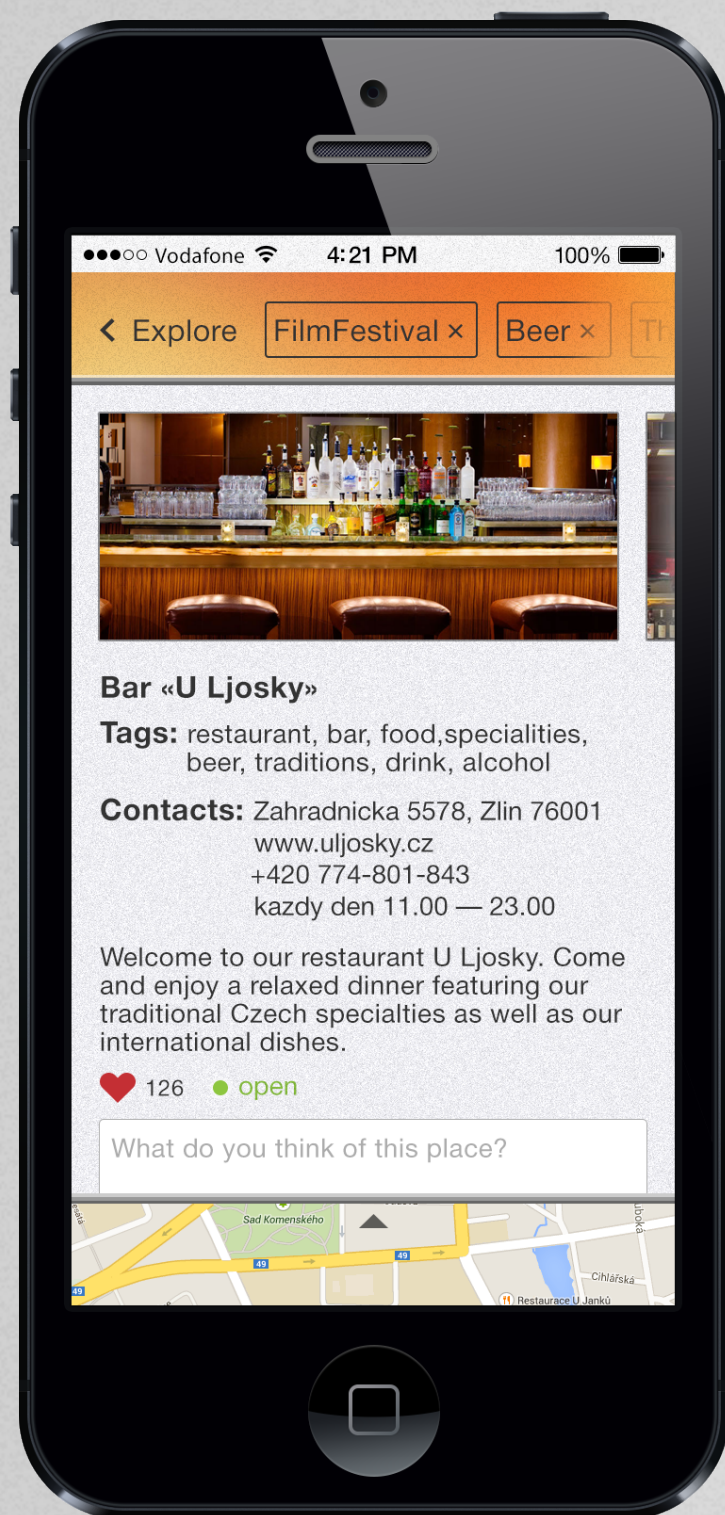 Vodafone 4:21 PM 100%
Explore FilmFestival × Beer × Th
Bar «U Ljosky»
Tags: restaurant, bar, food,specialities,
beer, traditions, drink, alcohol
Contacts: Zahradnicka 5578, Zlin 76001
www.uljosky.cz
+420 774-801-843
kazdy den 11.00 — 23.00
Welcome to our restaurant U Ljosky. Come
and enjoy a relaxed dinner featuring our
traditional Czech specialties as well as our
international dishes.
126 open
What do you think of this place?
Sad Komenského
49
49
49
Cihlářská
Restaurace U Janků